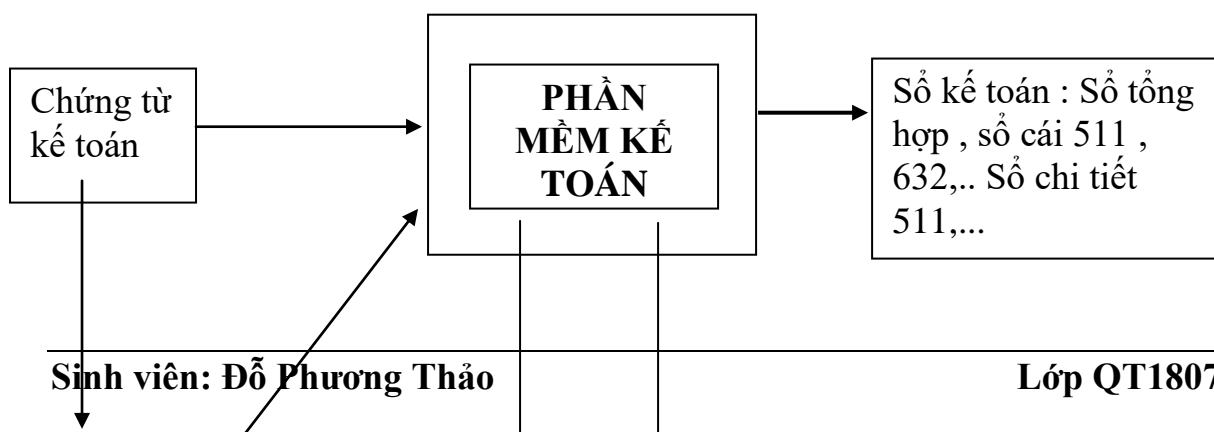 Chứng từ
kế toán
PHẦN
MỀM KẾ
TOÁN
Sổ kế toán : Sổ tổng
hợp , sổ cái 511 ,
632,.. Sổ chi tiết
511,...
Sinh viên: Đỗ Phương Thảo
Lớp QT1807